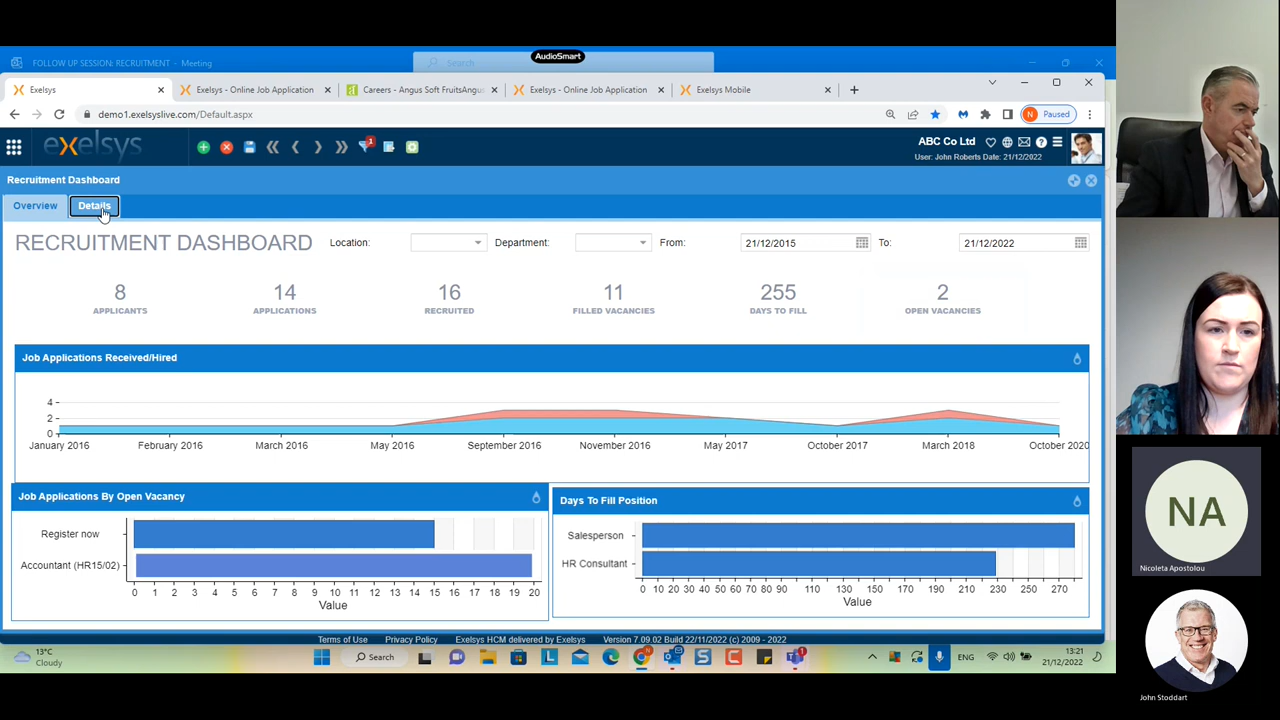 AudioSmart
FOLLOW UP SESSION: RECRUITMENT - Meeting
Search
Exelsys
Exelsys - Online Job Application
Careers - Angus Soft FruitsAngus
Exelsys - Online Job Application
Exelsys Mobile
demo1.exelsyslive.com/Default.aspx
N
Paused
exelsys
1
ABC Co Ltd
User: John Roberts Date: 21/12/2022
Recruitment Dashboard
Overview
Details
RECRUITMENT DASHBOARD
Location:
Department:
From:
21/12/2015
To:
21/12/2022
8
14
16
11
255
2
APPLICANTS
APPLICATIONS
RECRUITED
FILLED VACANCIES
DAYS TO FILL
OPEN VACANCIES
Job Applications Received/Hired
4
2
0
January 2016 February 2016 March 2016 May 2016 September 2016 November 2016 May 2017 October 2017 March 2018 October 2020
Job Applications By Open Vacancy
Register now
Accountant (HR15/02)
0 1 2 3 4 5 6 7 8 9 10 11 12 13 14 15 16 17 18 19 20
Value
Days To Fill Position
Salesperson
HR Consultant
0 10 20 30 40 50 60 70 80 90 110 130 150 170 190 210 230 250 270
Value
Terms of Use Privacy Policy Exelsys HCM delivered by Exelsys Version 7.09.02 Build 22/11/2022 (c) 2009 - 2022
13°C
Cloudy
Search
ENG
13:21
21/12/2022
NA
Nicoleta Apostolou
John Stoddart